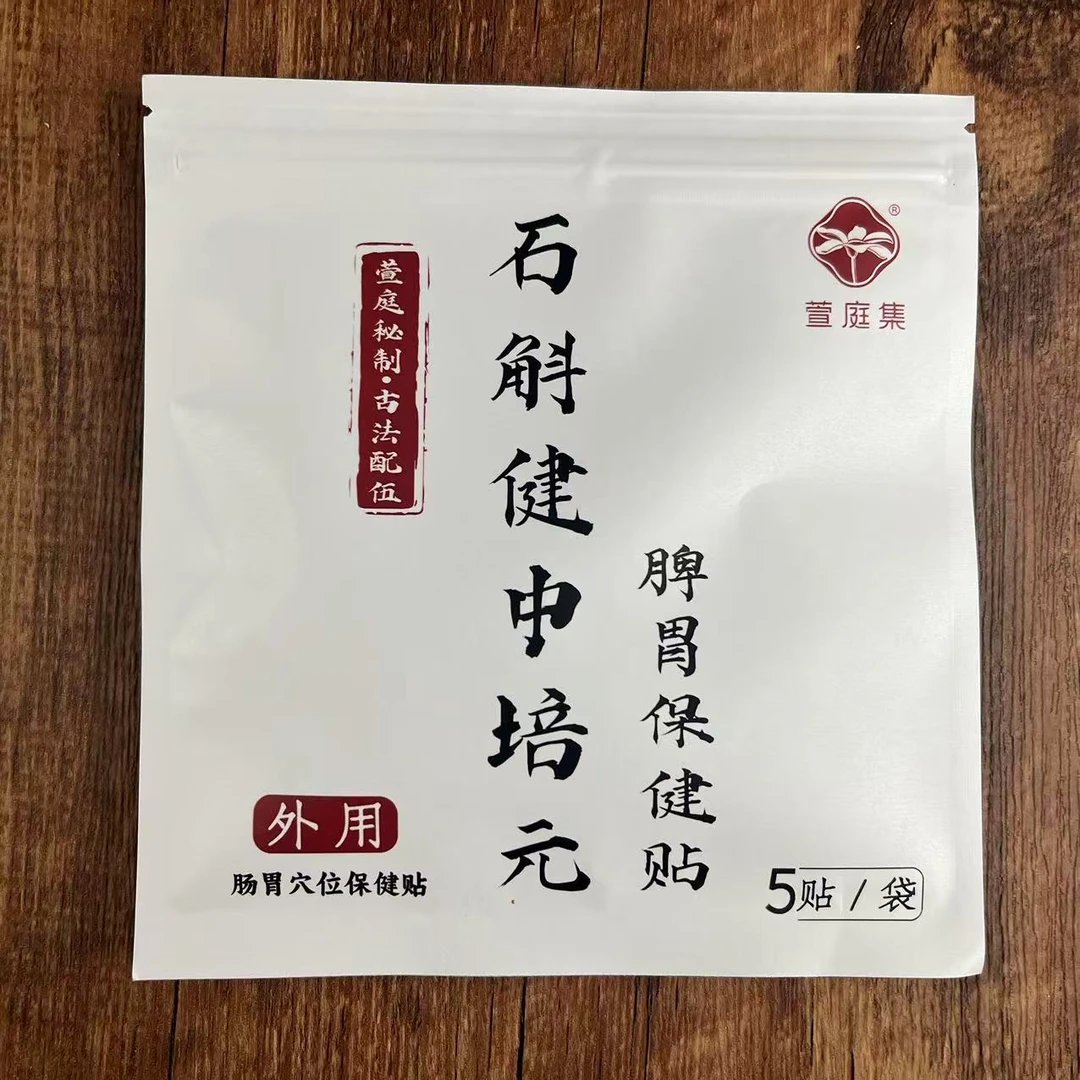 萱庭集
®
石斛健中培元
脾胃保健贴
萱庭秘制·古法配伍
外用
肠胃穴位保健贴
5贴/袋